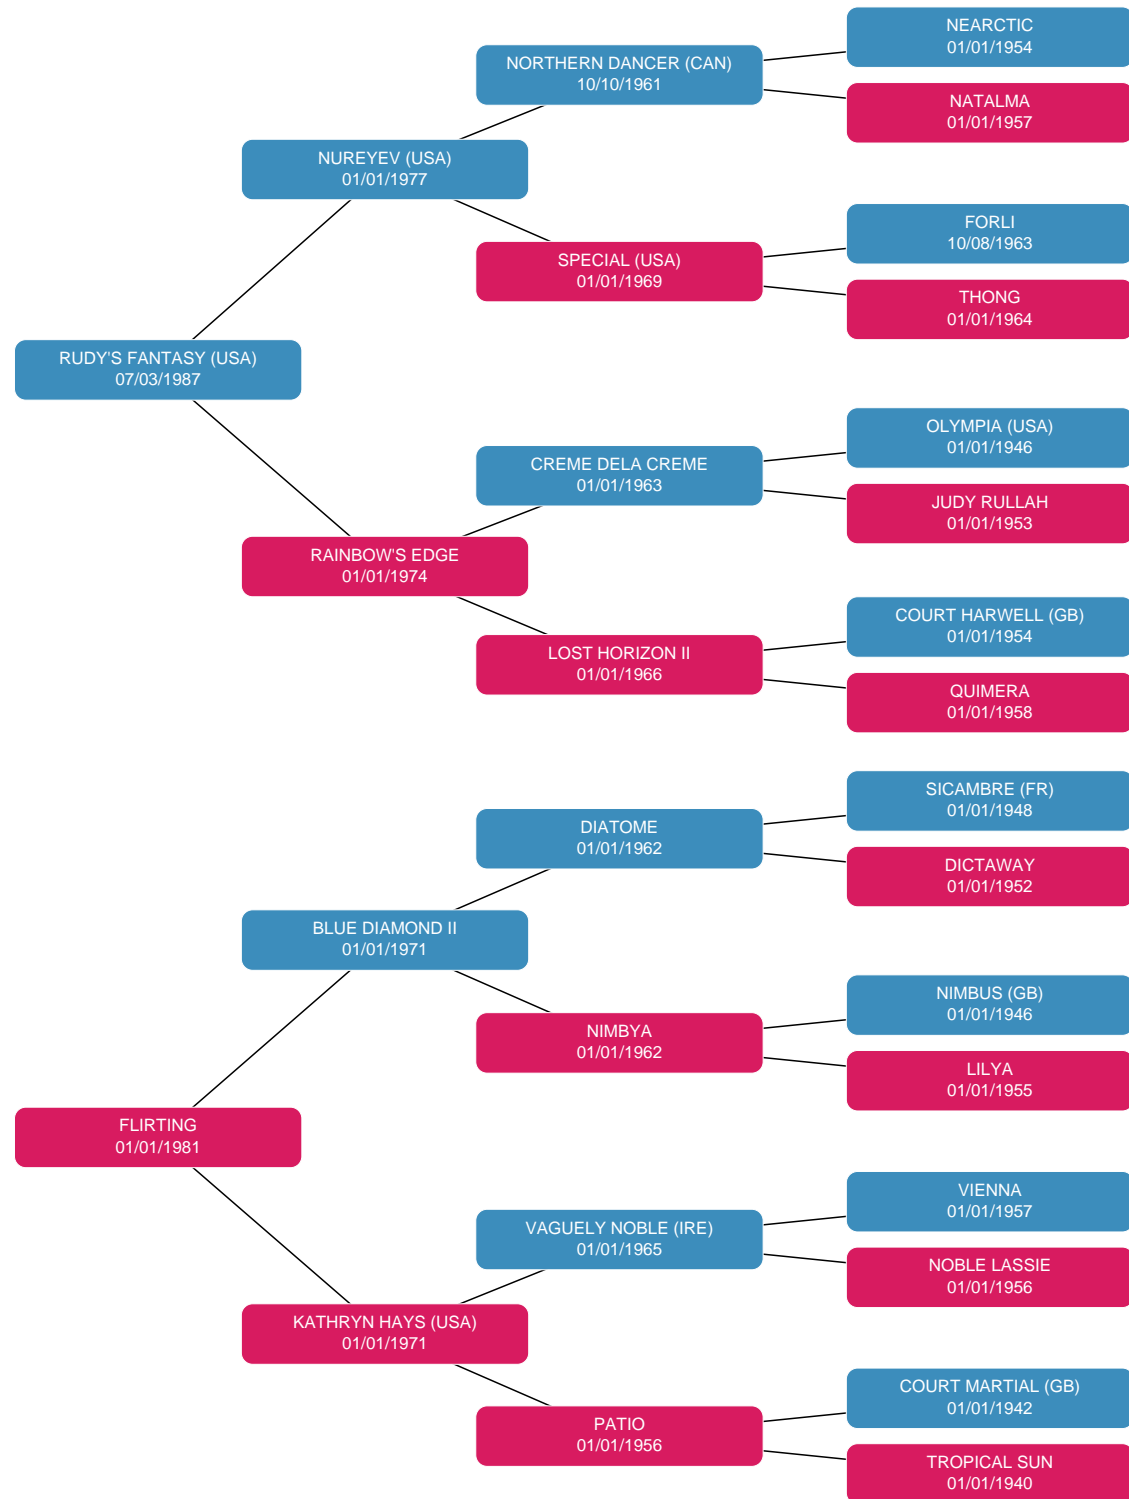 NEARCTIC
01/01/1954
NORTHERN DANCER (CAN)
10/10/1961
NATALMA
01/01/1957
NUREYEV (USA)
01/01/1977
FORLI
10/08/1963
SPECIAL (USA)
01/01/1969
THONG
01/01/1964
RUDY'S FANTASY (USA)
07/03/1987
OLYMPIA (USA)
01/01/1946
CREME DELA CREME
01/01/1963
JUDY RULLAH
01/01/1953
RAINBOW'S EDGE
01/01/1974
COURT HARWELL (GB)
01/01/1954
LOST HORIZON II
01/01/1966
QUIMERA
01/01/1958
SICAMBRE (FR)
01/01/1948
DIATOME
01/01/1962
DICTAWAY
01/01/1952
BLUE DIAMOND II
01/01/1971
NIMBUS (GB)
01/01/1946
NIMBYA
01/01/1962
LILYA
01/01/1955
FLIRTING
01/01/1981
VIENNA
01/01/1957
VAGUELY NOBLE (IRE)
01/01/1965
NOBLE LASSIE
01/01/1956
KATHRYN HAYS (USA)
01/01/1971
COURT MARTIAL (GB)
01/01/1942
PATIO
01/01/1956
TROPICAL SUN
01/01/1940